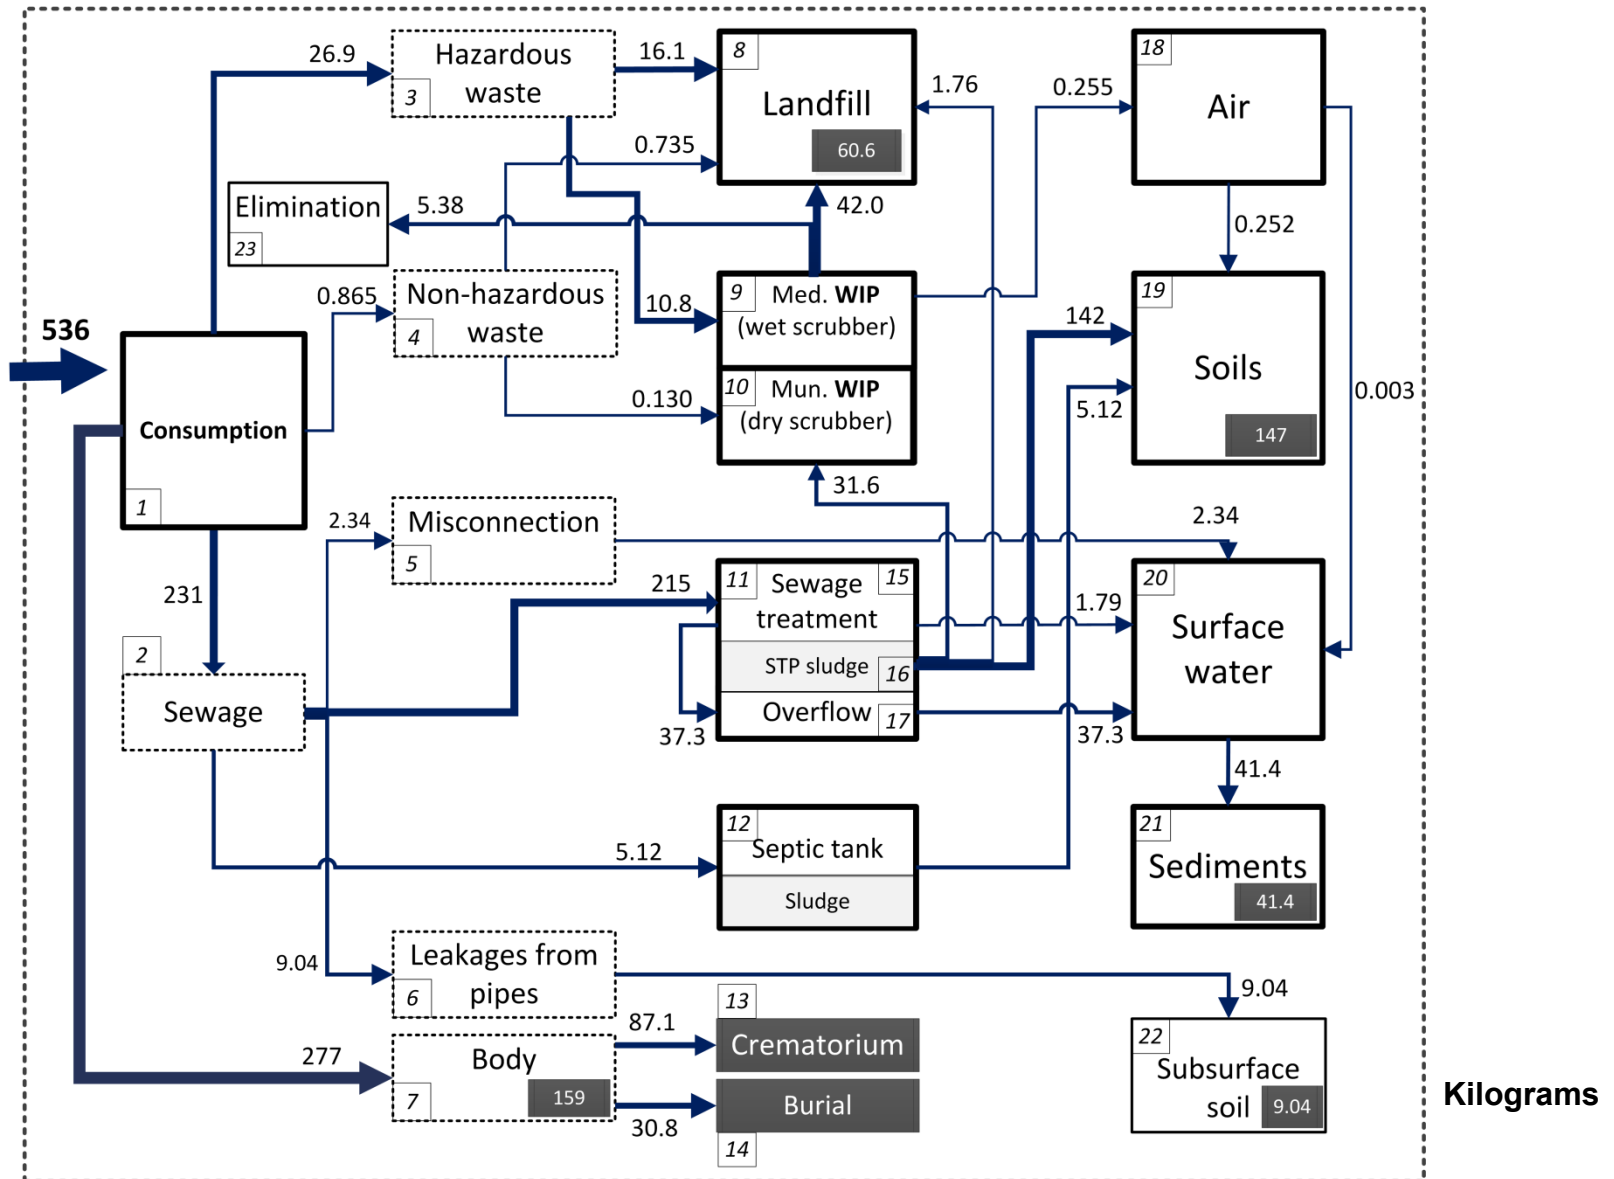 26.9
Hazardous
waste
3
16.1
8
Landfill
60.6
1.76
0.255
18
Air
0.735
Elimination
23
5.38
42.0
0.252
536
0.865
Non-hazardous
waste
4
10.8
9
Med. WIP
(wet scrubber)
10
Mun. WIP
(dry scrubber)
0.130
142
19
Soils
147
5.12
0.003
Consumption
1
31.6
2.34
Misconnection
5
2.34
231
215
11
Sewage
treatment
15
STP sludge
16
Overflow
17
37.3
1.79
20
Surface
water
37.3
2
Sewage
41.4
5.12
12
Septic tank
Sludge
21
Sediments
41.4
9.04
Leakages from
pipes
6
9.04
277
Body
7
159
87.1
13
Crematorium
30.8
Burial
14
22
Subsurface
soil
9.04
Kilograms